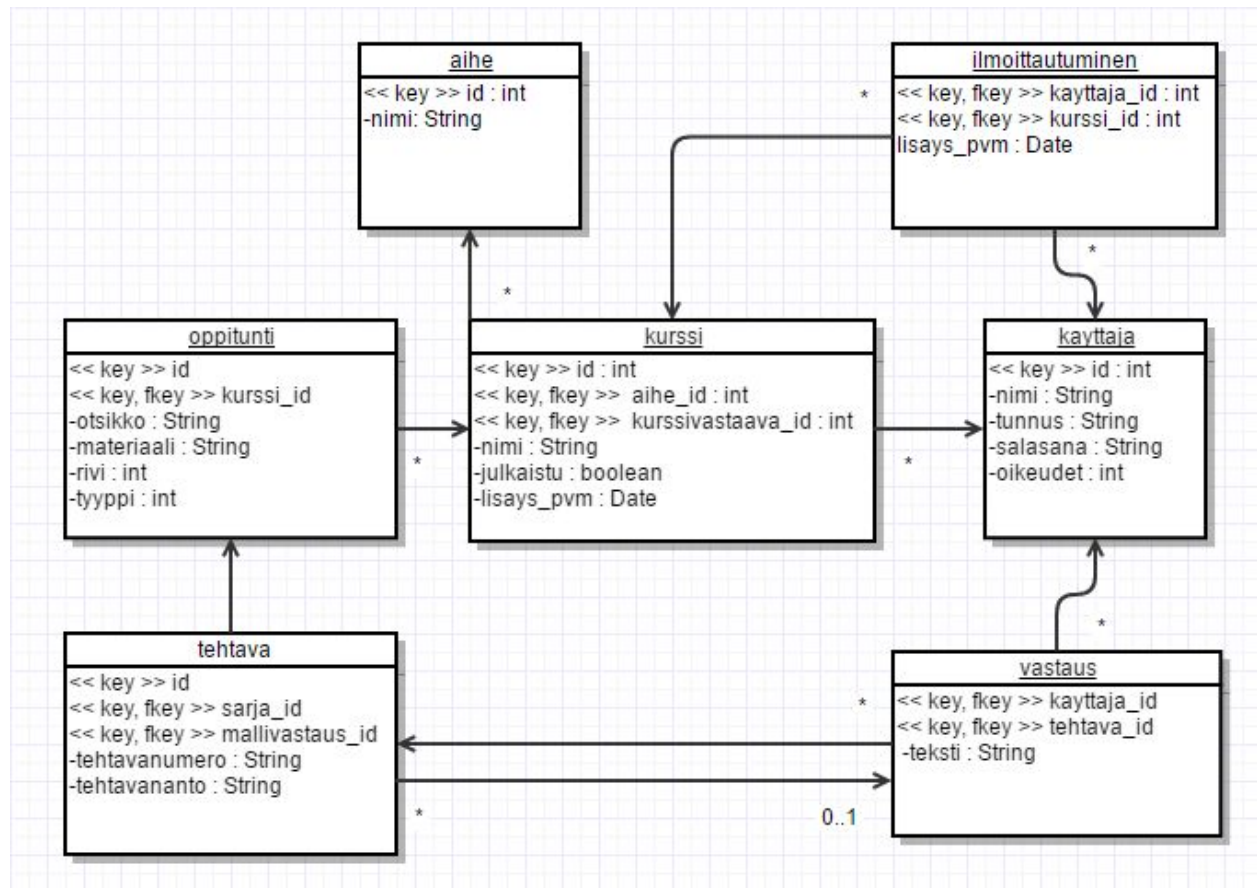 aihe
<< key >> id : int
-nimi: String
ilmoittautuminen
<< key, fkey >> kayttaja_id : int
<< key, fkey >> kurssi_id : int
lisays_pvm : Date
*
*
*
oppitunti
<< key >> id
<< key, fkey >> kurssi_id
-otsikko : String
-materiaali : String
-rivi : int
-tyyppi : int
*
kurssi
<< key >> id : int
<< key, fkey >> aihe_id : int
<< key, fkey >> kurssivastaava_id : int
-nimi : String
-julkaistu : boolean
-lisays_pvm : Date
*
kayttaja
<< key >> id : int
-nimi : String
-tunnus : String
-salasana : String
-oikeudet : int
*
tehtava
<< key >> id
<< key, fkey >> sarja_id
<< key, fkey >> mallivastaus_id
-tehtavanumero : String
-tehtavananto : String
*
*
0..1
vastaus
<< key, fkey >> kayttaja_id
<< key, fkey >> tehtava_id
-teksti : String